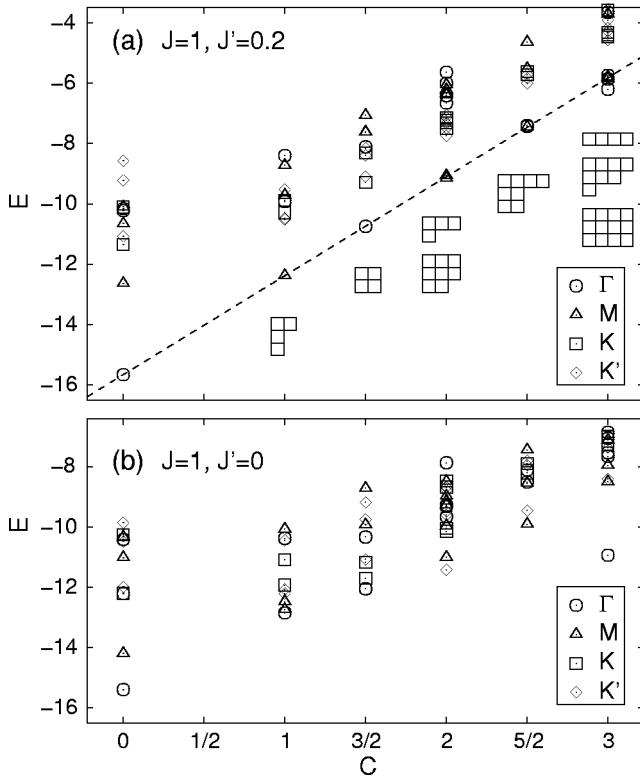 (a) J=1, J'=0.2
E
−4
−6
−8
−10
−12
−14
−16
Γ
M
K
K'
(b) J=1, J'=0
E
−8
−10
−12
−14
−16
Γ
M
K
K'
0 1/2 1 3/2 2 5/2 3
C